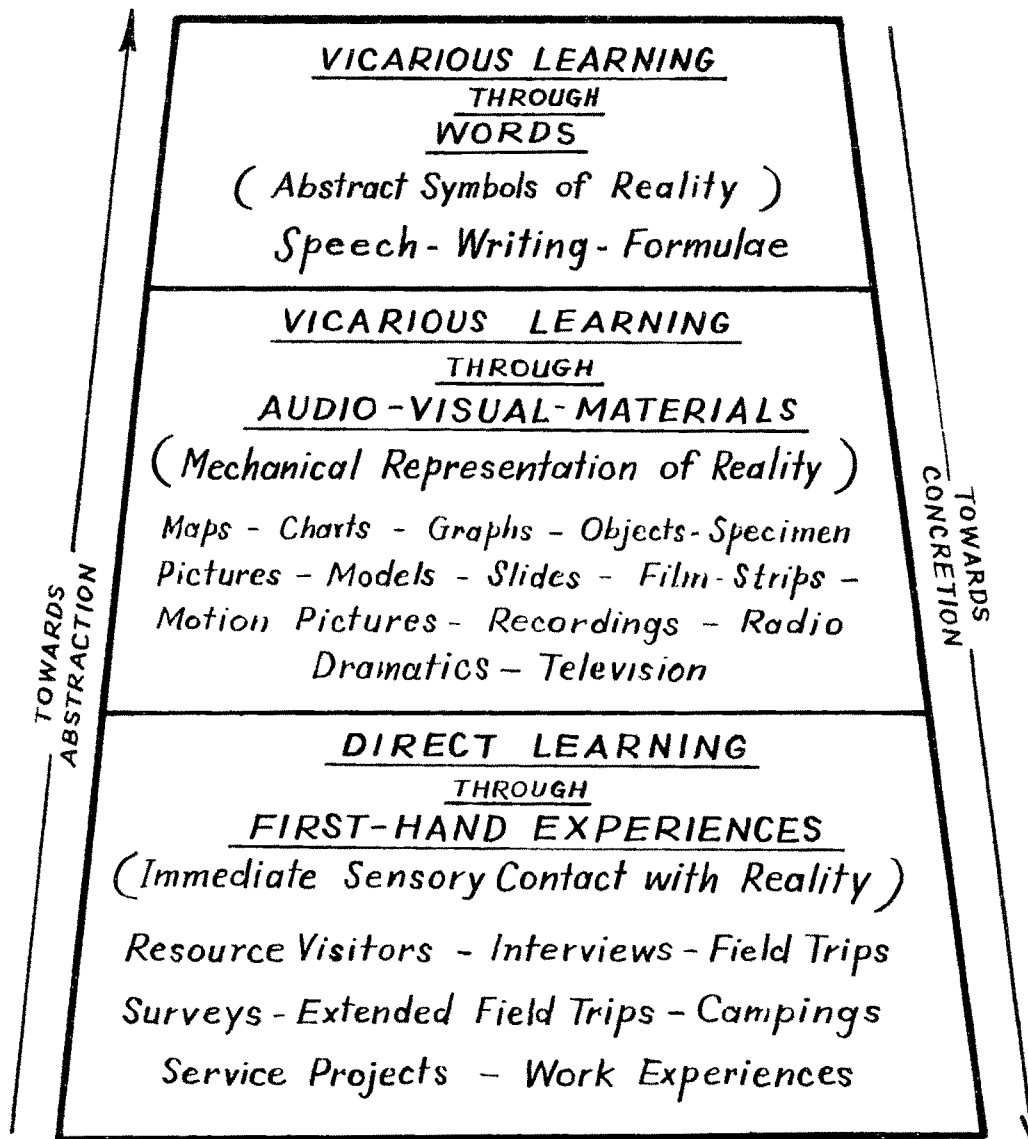 VICARIOUS LEARNING
THROUGH
WORDS
( Abstract Symbols of Reality )
Speech - Writing - Formulae
VICARIOUS LEARNING
THROUGH
AUDIO-VISUAL-MATERIALS
(Mechanical Representation of Reality)
Maps - Charts - Graphs - Objects-Specimen
Pictures - Models - Slides - Film-Strips -
Motion Pictures - Recordings - Radio
Dramatics - Television
DIRECT LEARNING
THROUGH
FIRST-HAND EXPERIENCES
(Immediate Sensory Contact with Reality)
Resource Visitors - Interviews - Field Trips
Surveys - Extended Field Trips - Campings
Service Projects - Work Experiences
TOWARDS
ABSTRACTION
TOWARDS
CONCRETION